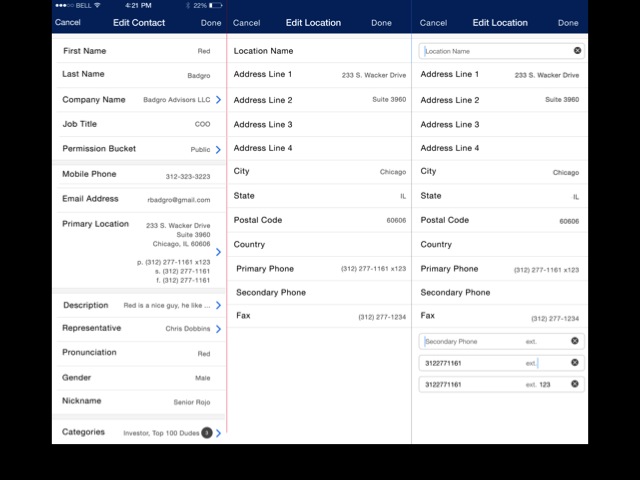 BELL 4:21 PM 22%
Cancel Edit Contact Done
First Name Red
Last Name Badgro
Company Name Badgro Advisors LLC
Job Title COO
Permission Bucket Public
Mobile Phone 312-323-3223
Email Address rbadgro@gmail.com
Primary Location 233 S. Wacker Drive
Suite 3960
Chicago, IL 60606
p. (312) 277-1161 x123
s. (312) 277-1161
f. (312) 277-1161
Description Red is a nice guy, he like ...
Representative Chris Dobbins
Pronunciation Red
Gender Male
Nickname Senior Rojo
Categories Investor, Top 100 Dudes 3
Cancel Edit Location Done
Location Name
Address Line 1 233 S. Wacker Drive
Address Line 2 Suite 3960
Address Line 3
Address Line 4
City Chicago
State IL
Postal Code 60606
Country
Primary Phone (312) 277-1161 x123
Secondary Phone
Fax (312) 277-1234
Cancel Edit Location Done
Location Name
Address Line 1 233 S. Wacker Drive
Address Line 2 Suite 3960
Address Line 3
Address Line 4
City Chicago
State IL
Postal Code 60606
Country
Primary Phone (312) 277-1161 x123
Secondary Phone
Fax (312) 277-1234
Secondary Phone ext.
3122771161 ext.
3122771161 ext. 123